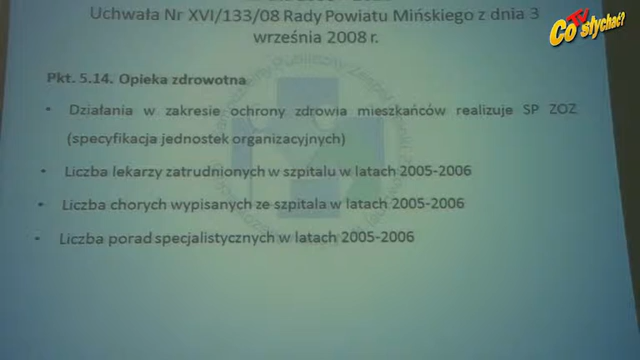 Uchwała Nr XVI/133/08 Rady Powiatu Mińskiego z dnia 3
września 2008 r.
Co TV słychać?
Pkt. 5.14. Opieka zdrowotna
• Działania w zakresie ochrony zdrowia mieszkańców realizuje SP ZOZ
(specyfikacja jednostek organizacyjnych)
• Liczba lekarzy zatrudnionych w szpitalu w latach 2005-2006
• Liczba chorych wypisanych ze szpitala w latach 2005-2006
• Liczba porad specjalistycznych w latach 2005-2006